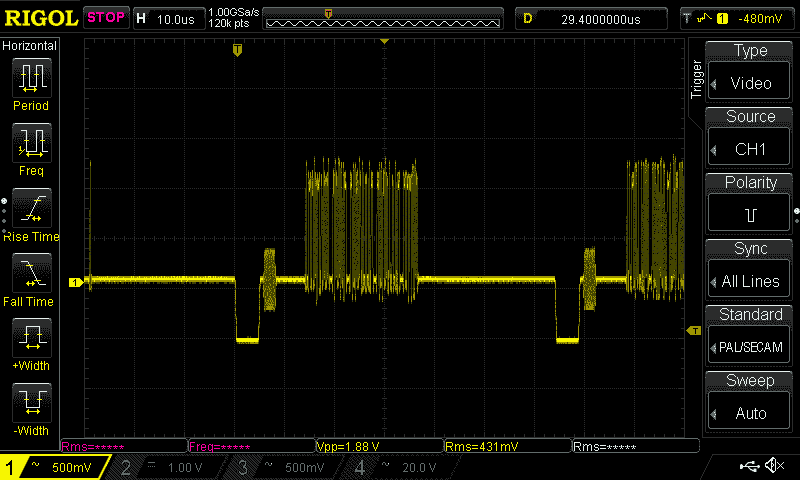 RIGOL STOP H 10.0us 1.00GSa/s 120k pts T D 29.4000000us T 1 -480mV
Horizontal
Period
Freq
Rise Time
Fall Time
+Width
-Width
T
1
T
Trigger
Type
Video
Source
CH1
Polarity
Sync
All Lines
Standard
PAL/SECAM
Sweep
Auto
Rms=***** Freq=***** Vpp=1.88 V Rms=431mV Rms=*****
1 ~ 500mV 2 = 1.00 V 3 ~ 500mV 4 ~ 20.0 V